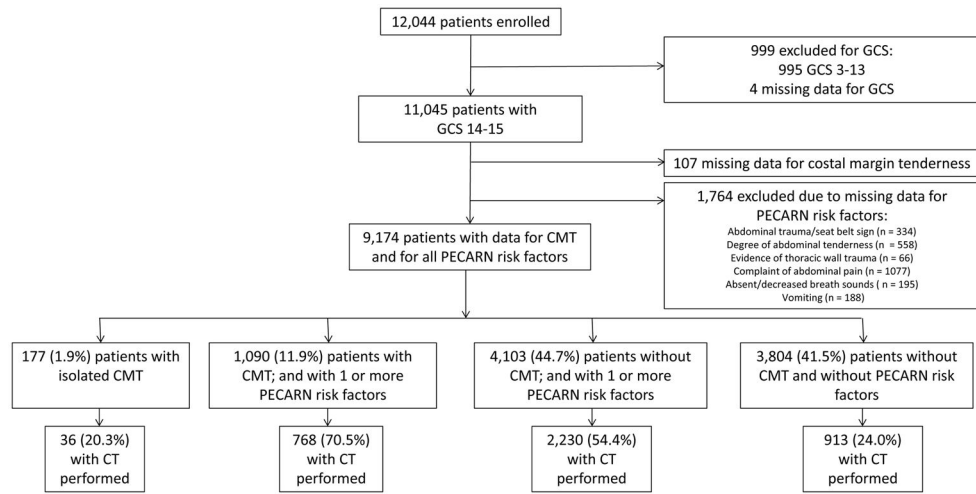 12,044 patients enrolled
999 excluded for GCS:
995 GCS 3-13
4 missing data for GCS
11,045 patients with
GCS 14-15
107 missing data for costal margin tenderness
1,764 excluded due to missing data for
PECARN risk factors:
Abdominal trauma/seat belt sign (n = 334)
Degree of abdominal tenderness (n = 558)
Evidence of thoracic wall trauma (n = 66)
Complaint of abdominal pain (n = 1077)
Absent/decreased breath sounds ( n = 195)
Vomiting (n = 188)
9,174 patients with data for CMT
and for all PECARN risk factors
177 (1.9%) patients with
isolated CMT
1,090 (11.9%) patients with
CMT; and with 1 or more
PECARN risk factors
4,103 (44.7%) patients without
CMT; and with 1 or more
PECARN risk factors
3,804 (41.5%) patients without
CMT and without PECARN risk
factors
36 (20.3%)
with CT
performed
768 (70.5%)
with CT
performed
2,230 (54.4%)
with CT
performed
913 (24.0%)
with CT
performed